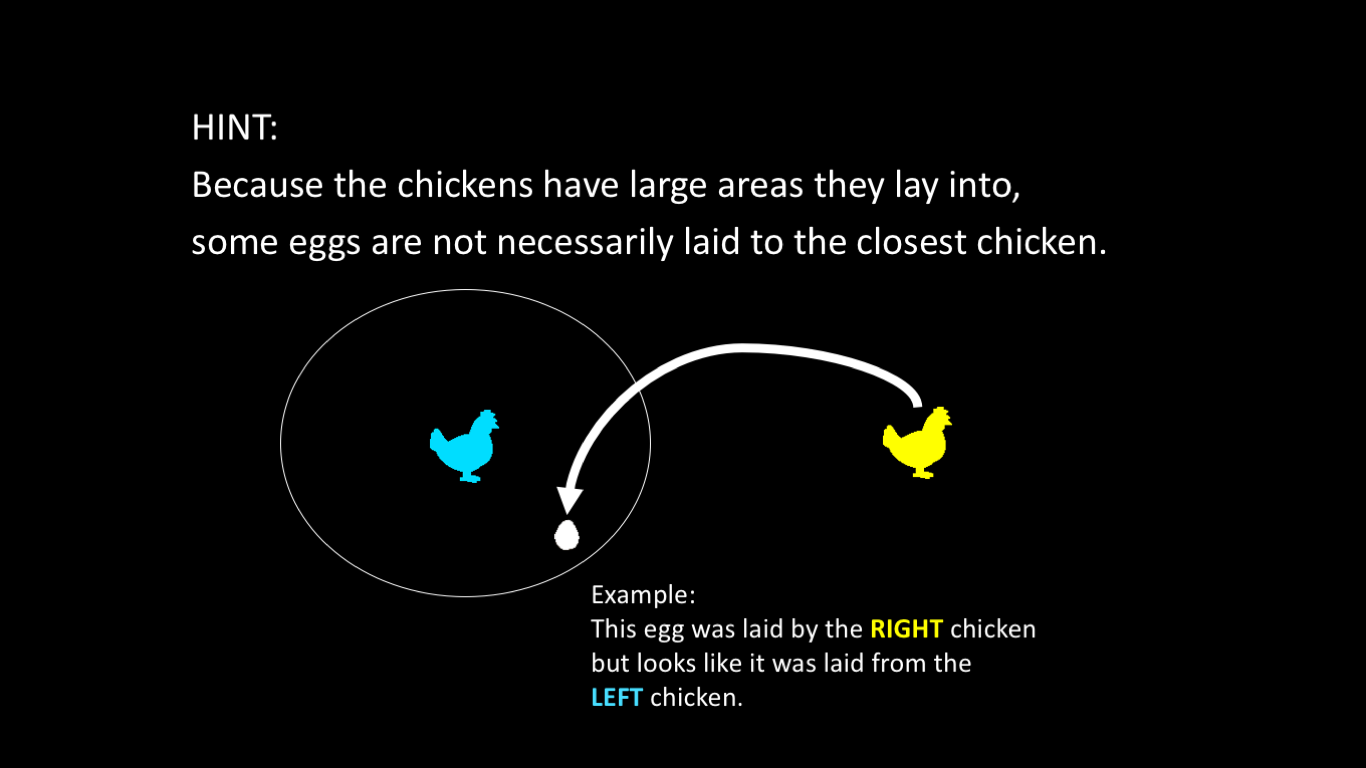 HINT:
Because the chickens have large areas they lay into,
some eggs are not necessarily laid to the closest chicken.
Example:
This egg was laid by the RIGHT chicken
but looks like it was laid from the
LEFT chicken.